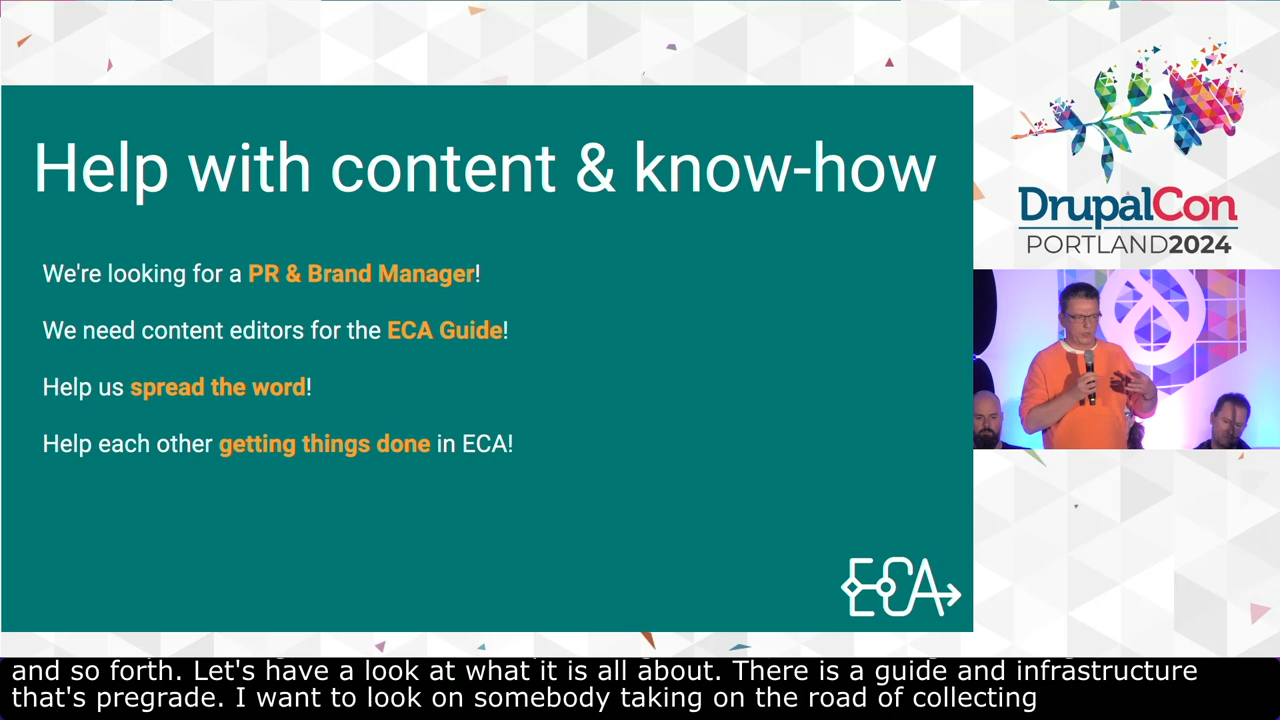 Help with content & know-how
We're looking for a PR & Brand Manager!
We need content editors for the ECA Guide!
Help us spread the word!
Help each other getting things done in ECA!
ECA
DrupalCon
PORTLAND2024
and so forth. Let's have a look at what it is all about. There is a guide and infrastructure
that's pregrade. I want to look on somebody taking on the road of collecting